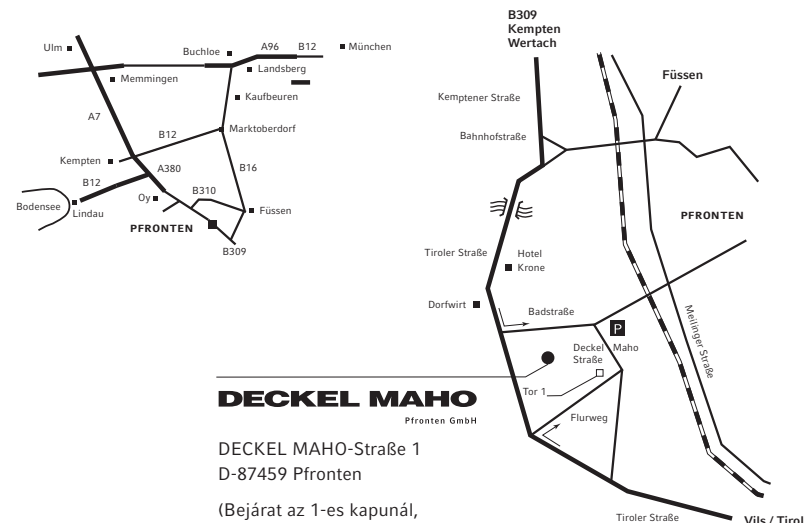 Ulm
Buchloe
A96
B12
München
Memmingen
Landsberg
Kaufbeuren
A7
B12
Marktoberdorf
Kempten
A380
B16
B12
B310
Bodensee
Lindau
Oy
Füssen
PFRONTEN
B309
B309
Kempten
Wertach
Füssen
Kemptener Straße
Bahnhofstraße
PFRONTEN
Tiroler Straße
Hotel
Krone
Dorfwirt
Badstraße
P
Meilinger Straße
Deckel Maho
Straße
Tor 1
Flurweg
Tiroler Straße
Vils / Tirol
DECKEL MAHO
Pfronten GmbH
DECKEL MAHO-Straße 1
D-87459 Pfronten
(Bejárat az 1-es kapunál,